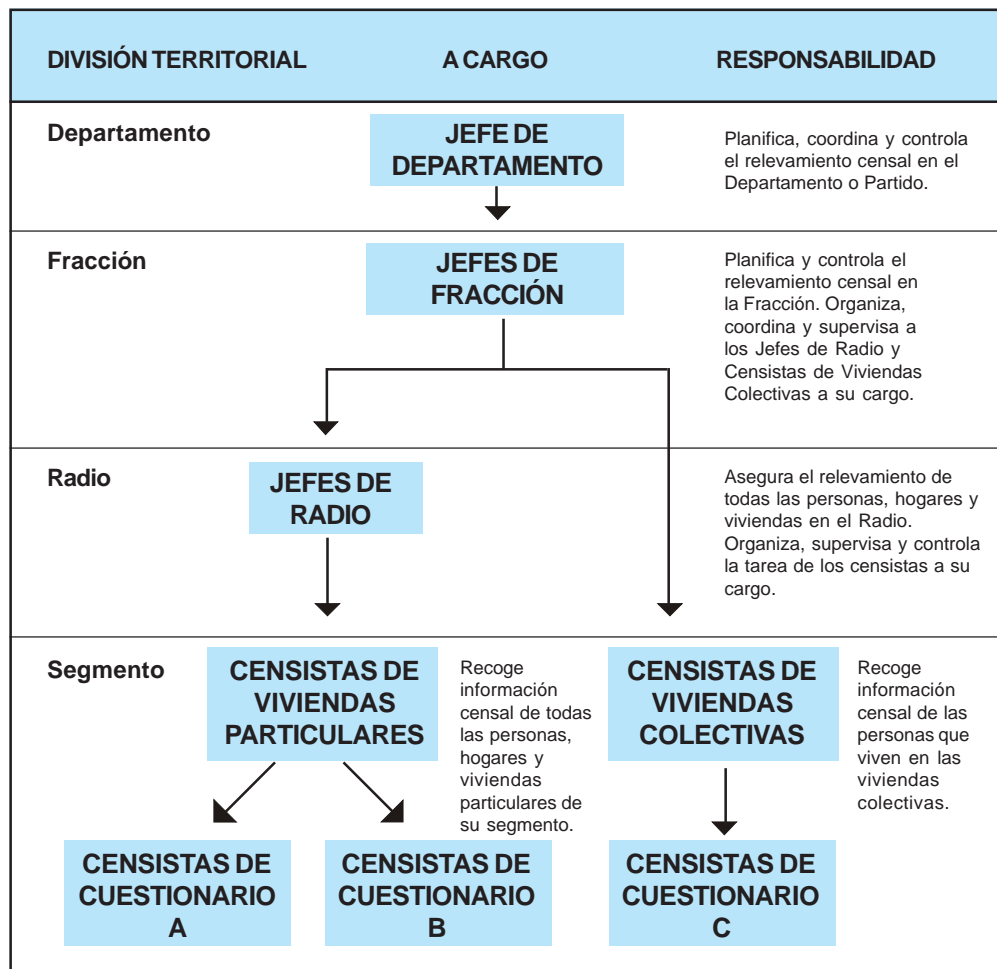 DIVISIÓN TERRITORIAL
A CARGO
RESPONSABILIDAD
Departamento
JEFE DE
DEPARTAMENTO
Planifica, coordina y controla
el relevamiento censal en el
Departamento o Partido.
Fracción
JEFES DE
FRACCIÓN
Planifica y controla el
relevamiento censal en
la Fracción. Organiza,
coordina y supervisa a
los Jefes de Radio y
Censistas de Viviendas
Colectivas a su cargo.
Radio
JEFES DE
RADIO
Asegura el relevamiento de
todas las personas, hogares y
viviendas en el Radio.
Organiza, supervisa y controla
la tarea de los censistas a su
cargo.
Segmento
CENSISTAS DE
VIVIENDAS
PARTICULARES
Recoge
información
censal de todas
las personas,
hogares y
viviendas
particulares de
su segmento.
CENSISTAS DE
VIVIENDAS
COLECTIVAS
Recoge
información
censal de las
personas que
viven en las
viviendas
colectivas.
CENSISTAS DE
CUESTIONARIO
A
CENSISTAS DE
CUESTIONARIO
B
CENSISTAS DE
CUESTIONARIO
C